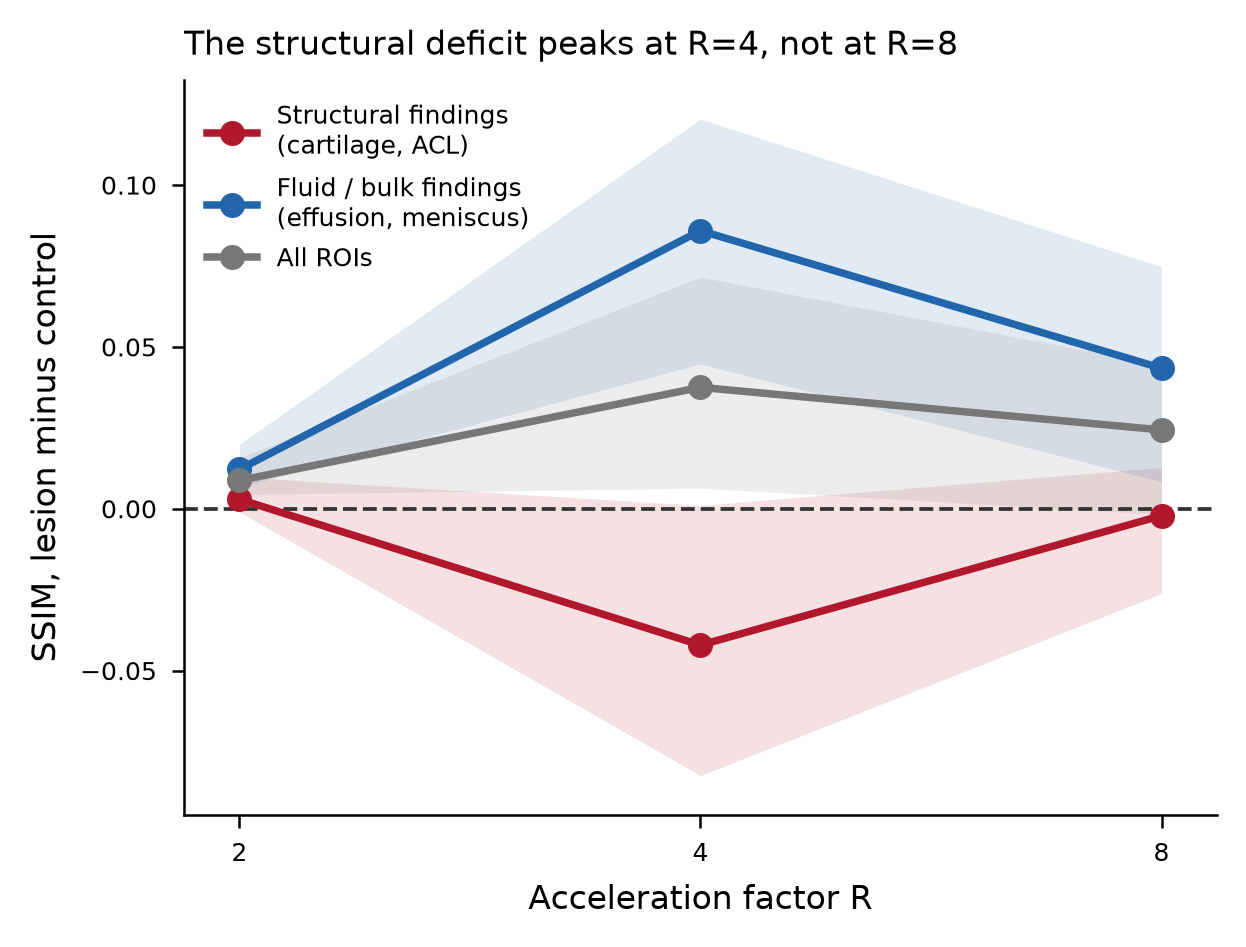 The structural deficit peaks at R=4, not at R=8
Structural findings
(cartilage, ACL)
Fluid / bulk findings
(effusion, meniscus)
All ROIs
SSIM, lesion minus control
0.10
0.05
0.00
−0.05
2
4
8
Acceleration factor R